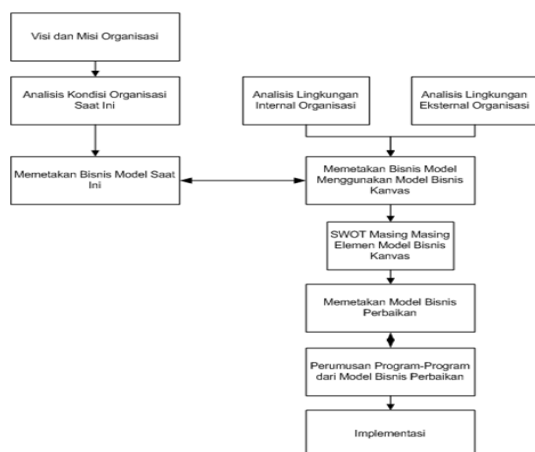 Visi dan Misi Organisasi
Analisis Kondisi Organisasi
Saat Ini
Analisis Lingkungan
Internal Organisasi
Analisis Lingkungan
Eksternal Organisasi
Memetakan Bisnis Model Saat
Ini
Memetakan Bisnis Model
Menggunakan Model Bisnis
Kanvas
SWOT Masing Masing
Elemen Model Bisnis
Kanvas
Memetakan Model Bisnis
Perbaikan
Perumusan Program-Program
dari Model Bisnis Perbaikan
Implementasi